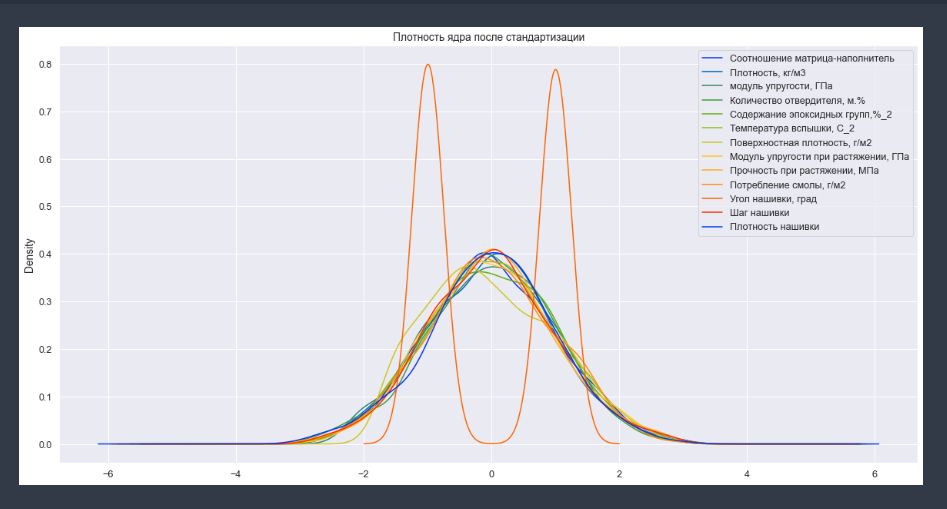 Плотность ядра после стандартизации
Соотношение матрица-наполнитель
Плотность, кг/м3
модуль упругости, ГПа
Количество отвердителя, м.%
Содержание эпоксидных групп,%_2
Температура вспышки, С_2
Поверхностная плотность, г/м2
Модуль упругости при растяжении, ГПа
Прочность при растяжении, МПа
Потребление смолы, г/м2
Угол нашивки, град
Шаг нашивки
Плотность нашивки
Density
0.8
0.7
0.6
0.5
0.4
0.3
0.2
0.1
0.0
−6 −4 −2 0 2 4 6